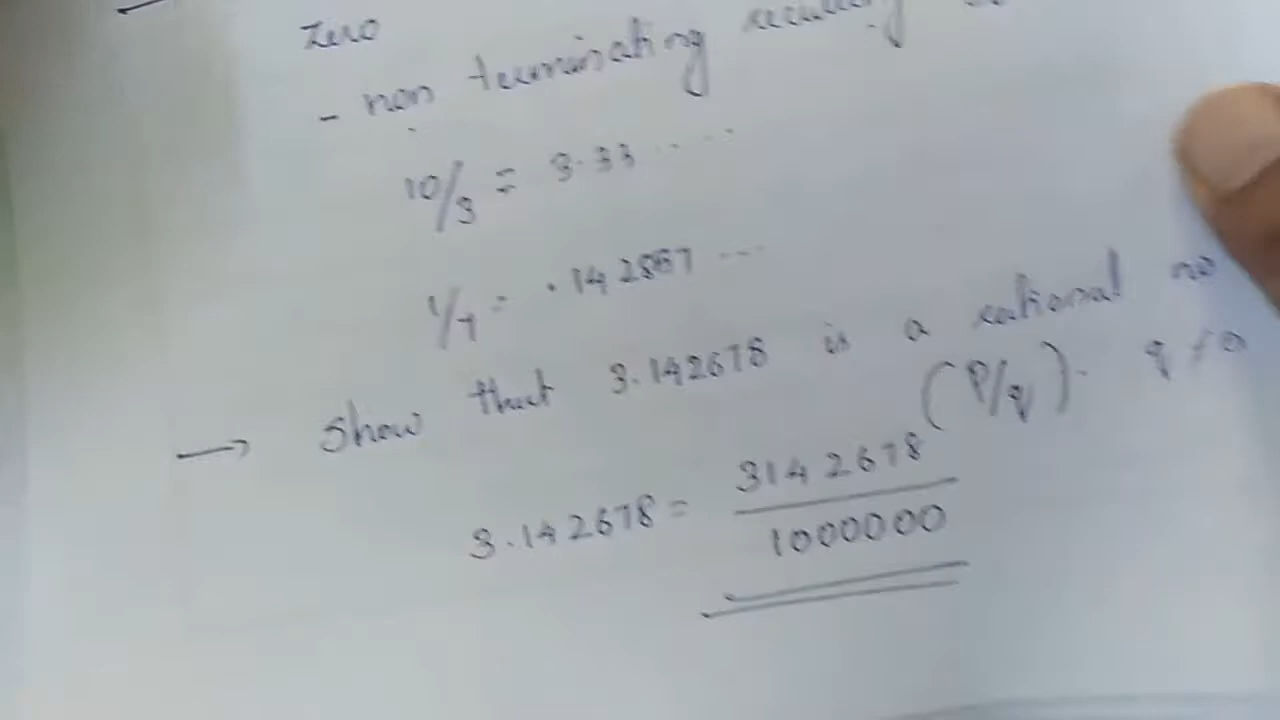 zero
- non terminating recurring
10/3 = 3.33 ....
1/7 = .142857 ...
→ Show that 3.142678 is a rational no
(P/q). q ≠ 0
3.142678 = 3142678
1000000